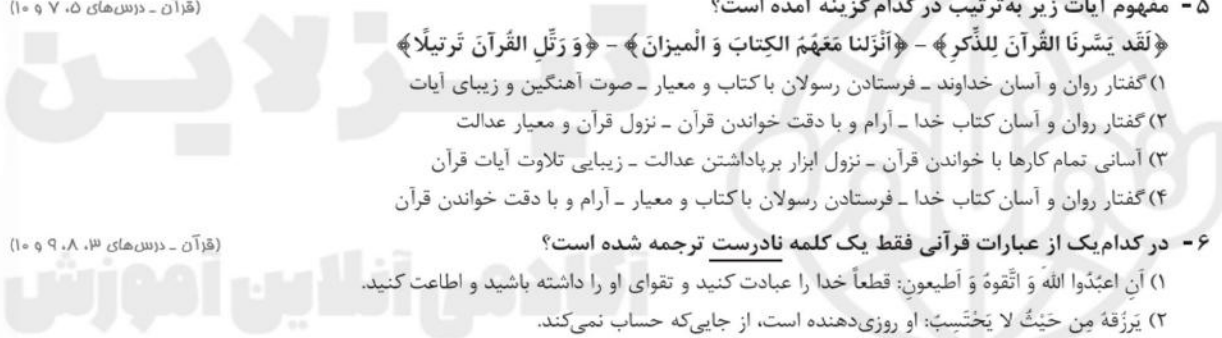 ۵- مفهوم آیات زیر به‌ترتیب در کدام گزینه آمده است؟ (قرآن ـ درس‌های ۵، ۷ و ۱۰)
﴿لَقَد یَسَّرنَا القُرآنَ لِلذِّکرِ﴾ – ﴿اَنْزَلنا مَعَهُمُ الکِتابَ وَ الْمیزانَ﴾ – ﴿وَ رَتِّلِ القُرآنَ تَرتیلًا﴾
۱) گفتار روان و آسان خداوند ـ فرستادن رسولان با کتاب و معیار ـ صوت آهنگین و زیبای آیات
۲) گفتار روان و آسان کتاب خدا ـ آرام و با دقت خواندن قرآن ـ نزول قرآن و معیار عدالت
۳) آسانی تمام کارها با خواندن قرآن ـ نزول ابزار برپاداشتن عدالت ـ زیبایی تلاوت آیات قرآن
۴) گفتار روان و آسان کتاب خدا ـ فرستادن رسولان با کتاب و معیار ـ آرام و با دقت خواندن قرآن
۶- در کدام‌یک از عبارات قرآنی فقط یک کلمه نادرست ترجمه شده است؟ (قرآن ـ درس‌های ۳، ۸، ۹ و ۱۰)
۱) اَنِ اعبُدُوا اللهَ وَ اتَّقوهُ وَ اَطیعونِ: قطعاً خدا را عبادت کنید و تقوای او را داشته باشید و اطاعت کنید.
۲) یَرزُقهُ مِن حَیْثُ لا یَحْتَسِبُ: او روزی‌دهنده است، از جایی‌که حساب نمی‌کند.
تیزلاین
آکادمی آنلاین آموزش